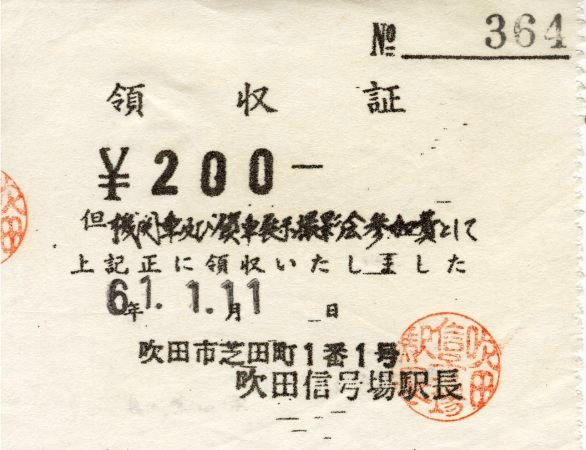 № 364
領収証
¥200-
但機関車及び貨車展示撮影会参加費として
上記正に領収いたしました
61年1.月11日
吹田市芝田町1番1号
吹田信号場駅長